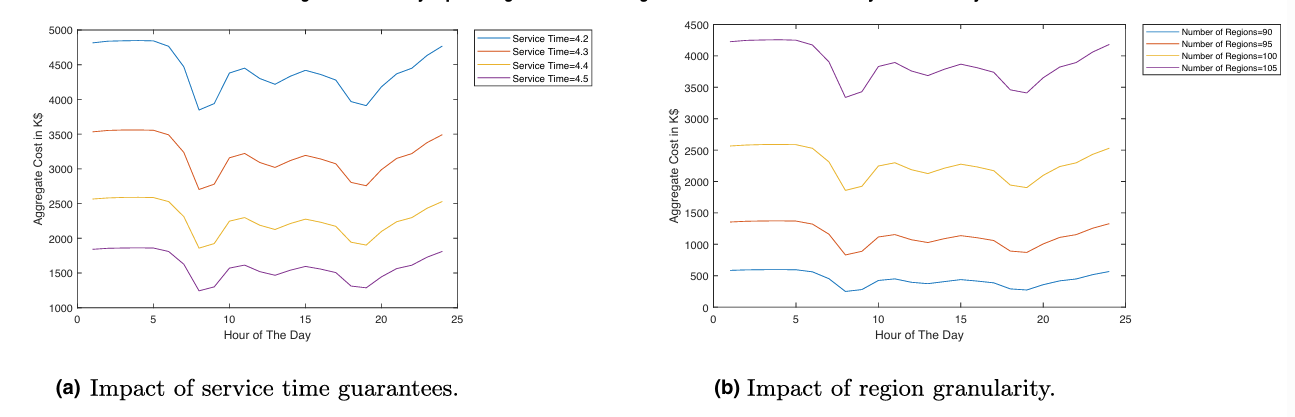 5000
4500
4000
3500
3000
2500
2000
1500
1000
0
5
10
15
20
25
Aggregate Cost in K$
Hour of The Day
Service Time=4.2
Service Time=4.3
Service Time=4.4
Service Time=4.5
(a) Impact of service time guarantees.
4500
4000
3500
3000
2500
2000
1500
1000
500
0
0
5
10
15
20
25
Aggregate Cost in K$
Hour of The Day
Number of Regions=90
Number of Regions=95
Number of Regions=100
Number of Regions=105
(b) Impact of region granularity.